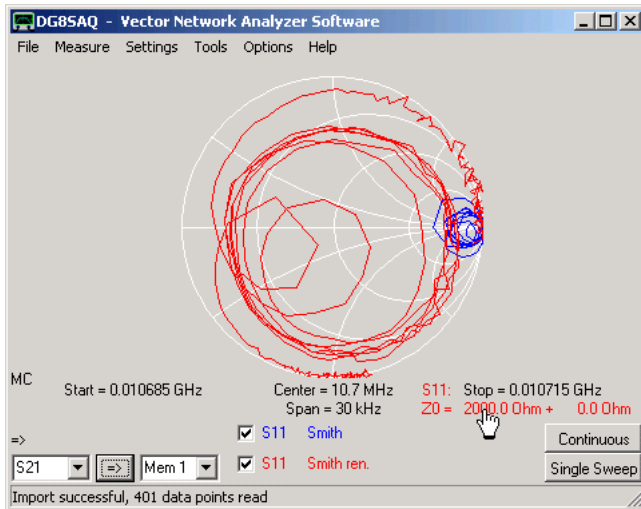 DG8SAQ - Vector Network Analyzer Software
File Measure Settings Tools Options Help
MC
Start = 0.010685 GHz Center = 10.7 MHz S11: Stop = 0.010715 GHz
Span = 30 kHz Z0 = 2000.0 Ohm + 0.0 Ohm
=> S11 Smith Continuous
S21 => Mem 1 S11 Smith ren. Single Sweep
Import successful, 401 data points read